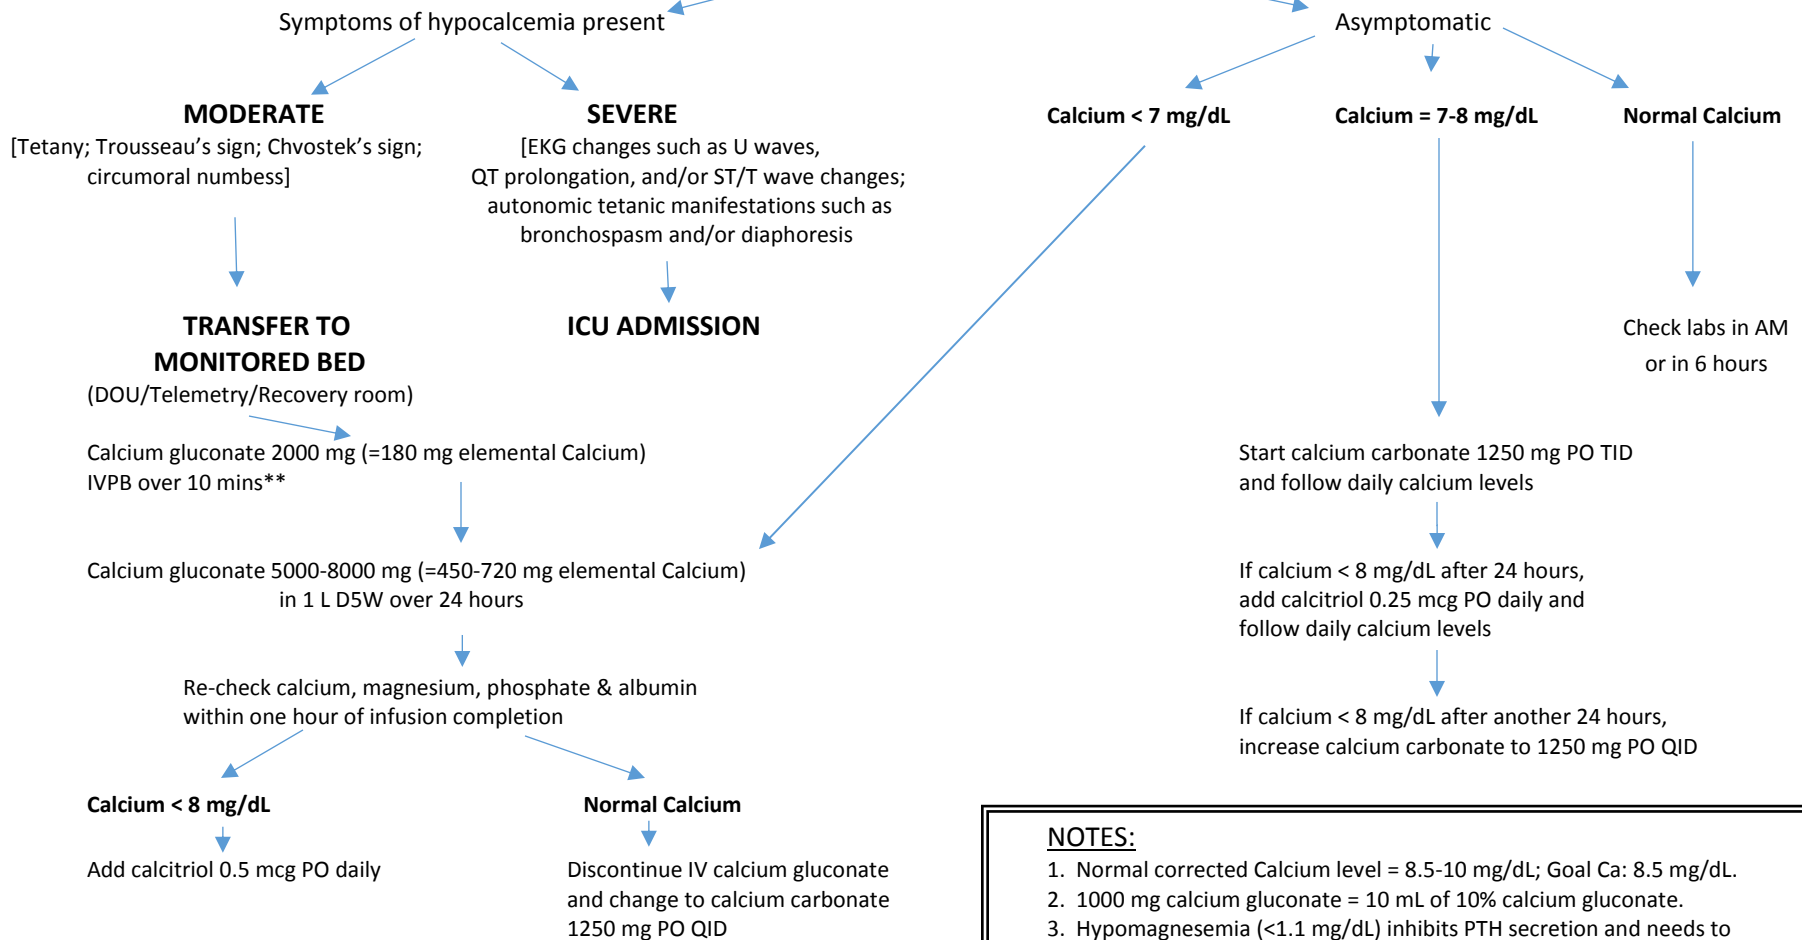 Symptoms of hypocalcemia present
Asymptomatic
MODERATE
[Tetany; Trousseau’s sign; Chvostek’s sign;
circumoral numbess]
SEVERE
[EKG changes such as U waves,
QT prolongation, and/or ST/T wave changes;
autonomic tetanic manifestations such as
bronchospasm and/or diaphoresis
Calcium < 7 mg/dL
Calcium = 7-8 mg/dL
Normal Calcium
TRANSFER TO
MONITORED BED
(DOU/Telemetry/Recovery room)
ICU ADMISSION
Check labs in AM
or in 6 hours
Calcium gluconate 2000 mg (=180 mg elemental Calcium)
IVPB over 10 mins**
Start calcium carbonate 1250 mg PO TID
and follow daily calcium levels
Calcium gluconate 5000-8000 mg (=450-720 mg elemental Calcium)
in 1 L D5W over 24 hours
If calcium < 8 mg/dL after 24 hours,
add calcitriol 0.25 mcg PO daily and
follow daily calcium levels
Re-check calcium, magnesium, phosphate & albumin
within one hour of infusion completion
If calcium < 8 mg/dL after another 24 hours,
increase calcium carbonate to 1250 mg PO QID
Calcium < 8 mg/dL
Add calcitriol 0.5 mcg PO daily
Normal Calcium
Discontinue IV calcium gluconate
and change to calcium carbonate
1250 mg PO QID
NOTES:
1. Normal corrected Calcium level = 8.5-10 mg/dL; Goal Ca: 8.5 mg/dL.
2. 1000 mg calcium gluconate = 10 mL of 10% calcium gluconate.
3. Hypomagnesemia (<1.1 mg/dL) inhibits PTH secretion and needs to